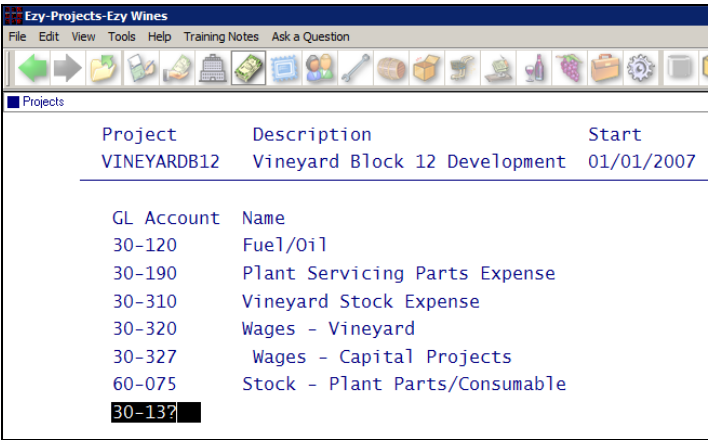 Ezy-Projects-Ezy Wines
File Edit View Tools Help Training Notes Ask a Question
Projects
Project Description Start
VINEYARDB12 Vineyard Block 12 Development 01/01/2007
GL Account Name
30-120 Fuel/Oil
30-190 Plant Servicing Parts Expense
30-310 Vineyard Stock Expense
30-320 Wages - Vineyard
30-327 Wages - Capital Projects
60-075 Stock - Plant Parts/Consumable
30-13?